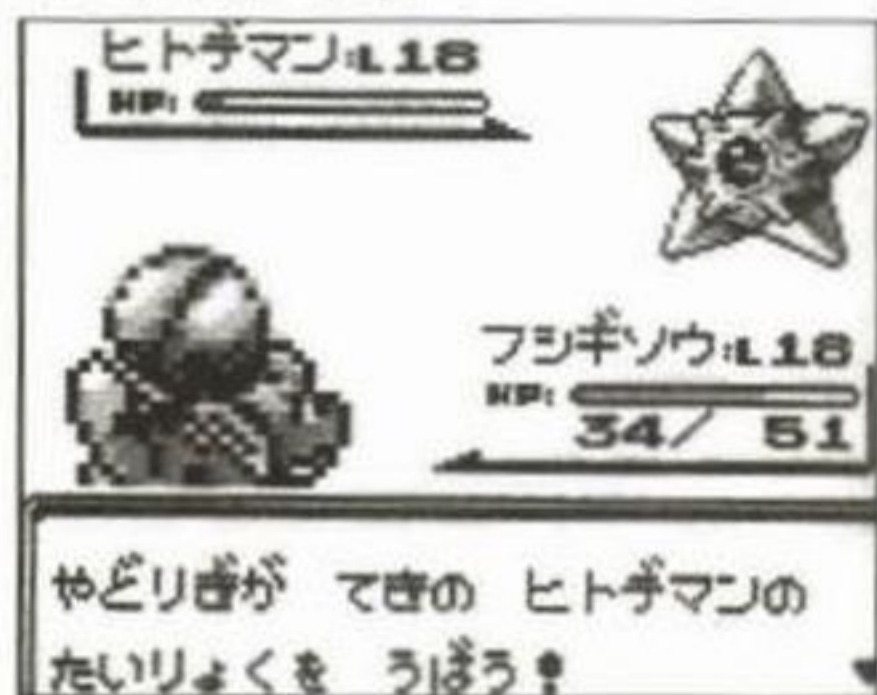 ヒトデマン:L18
HP:
フシギソウ:L18
HP:
34/ 51
やどりぎが てきの ヒトデマンの
たいりょくを うばう!